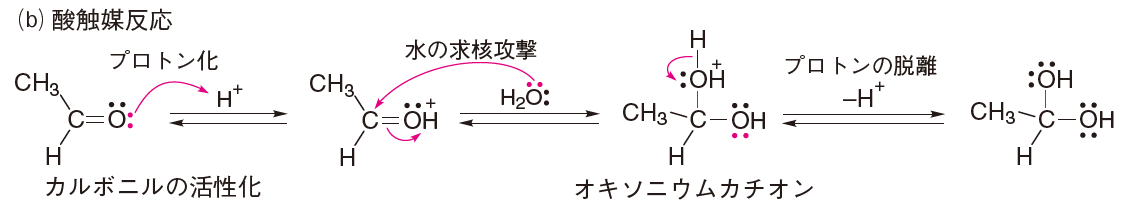 (b) 酸触媒反応
プロトン化
水の求核攻撃
プロトンの脱離
CH₃
C=O
H
H⁺
CH₃
C=OH⁺
H
H₂O
H
OH⁺
CH₃
C–OH
H
–H⁺
OH
CH₃
C–OH
H
カルボニルの活性化
オキソニウムカチオン